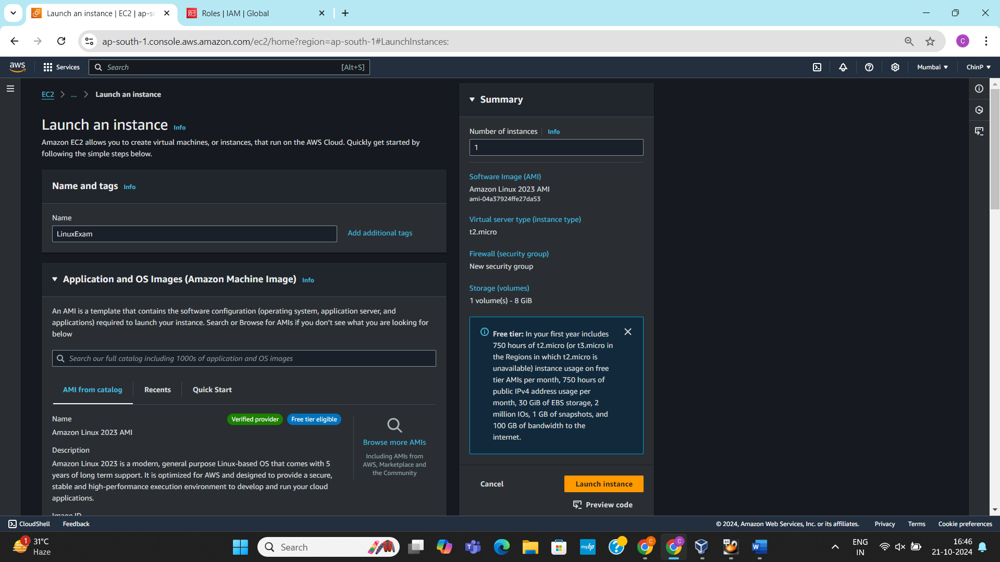 Launch an instance | EC2 | ap-so
Roles | IAM | Global
ap-south-1.console.aws.amazon.com/ec2/home?region=ap-south-1#LaunchInstances:
C
aws
Services
Search
[Alt+S]
Mumbai
ChinP
EC2
...
Launch an instance
Launch an instance Info
Amazon EC2 allows you to create virtual machines, or instances, that run on the AWS Cloud. Quickly get started by
following the simple steps below.
Name and tags Info
Name
LinuxExam
Add additional tags
Application and OS Images (Amazon Machine Image) Info
An AMI is a template that contains the software configuration (operating system, application server, and
applications) required to launch your instance. Search or Browse for AMIs if you don't see what you are looking for
below
Search our full catalog including 1000s of application and OS images
AMI from catalog
Recents
Quick Start
Name
Verified provider
Free tier eligible
Amazon Linux 2023 AMI
Description
Amazon Linux 2023 is a modern, general purpose Linux-based OS that comes with 5
years of long term support. It is optimized for AWS and designed to provide a secure,
stable and high-performance execution environment to develop and run your cloud
applications.
Image ID
Browse more AMIs
Including AMIs from
AWS, Marketplace and
the Community
Summary
Number of instances Info
1
Software Image (AMI)
Amazon Linux 2023 AMI
ami-04a37924ffe27da53
Virtual server type (instance type)
t2.micro
Firewall (security group)
New security group
Storage (volumes)
1 volume(s) - 8 GiB
Free tier: In your first year includes
750 hours of t2.micro (or t3.micro in
the Regions in which t2.micro is
unavailable) instance usage on free
tier AMIs per month, 750 hours of
public IPv4 address usage per
month, 30 GiB of EBS storage, 2
million IOs, 1 GB of snapshots, and
100 GB of bandwidth to the
internet.
Cancel
Launch instance
Preview code
CloudShell
Feedback
© 2024, Amazon Web Services, Inc. or its affiliates.
Privacy
Terms
Cookie preferences
1
31°C
Haze
Search
myhp
C
C
64
W
ENG
IN
16:46
21-10-2024